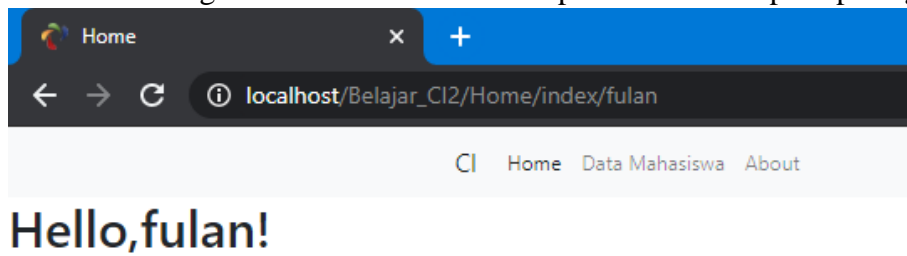 Home
localhost/Belajar_CI2/Home/index/fulan
CI Home Data Mahasiswa About
Hello,fulan!